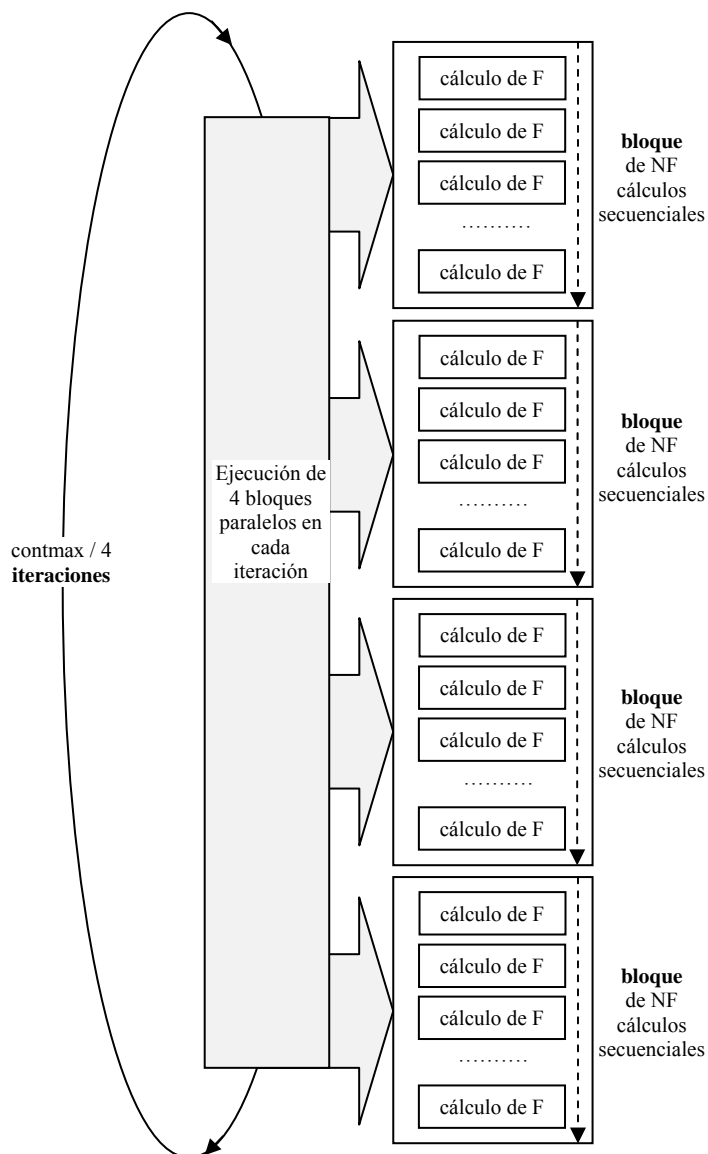 cálculo de F
cálculo de F
cálculo de F
..........
cálculo de F
bloque
de NF
cálculos
secuenciales
cálculo de F
cálculo de F
cálculo de F
..........
cálculo de F
bloque
de NF
cálculos
secuenciales
Ejecución de
4 bloques
paralelos en
cada
iteración
contmax / 4
iteraciones
cálculo de F
cálculo de F
cálculo de F
..........
cálculo de F
bloque
de NF
cálculos
secuenciales
cálculo de F
cálculo de F
cálculo de F
..........
cálculo de F
bloque
de NF
cálculos
secuenciales